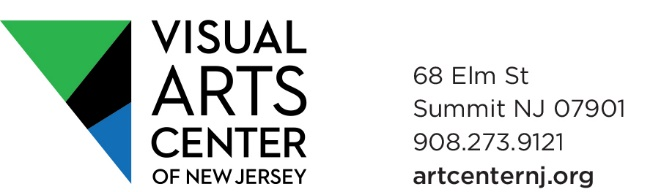 VISUAL
ARTS
CENTER
OF NEW JERSEY
68 Elm St
Summit NJ 07901
908.273.9121
artcenternj.org